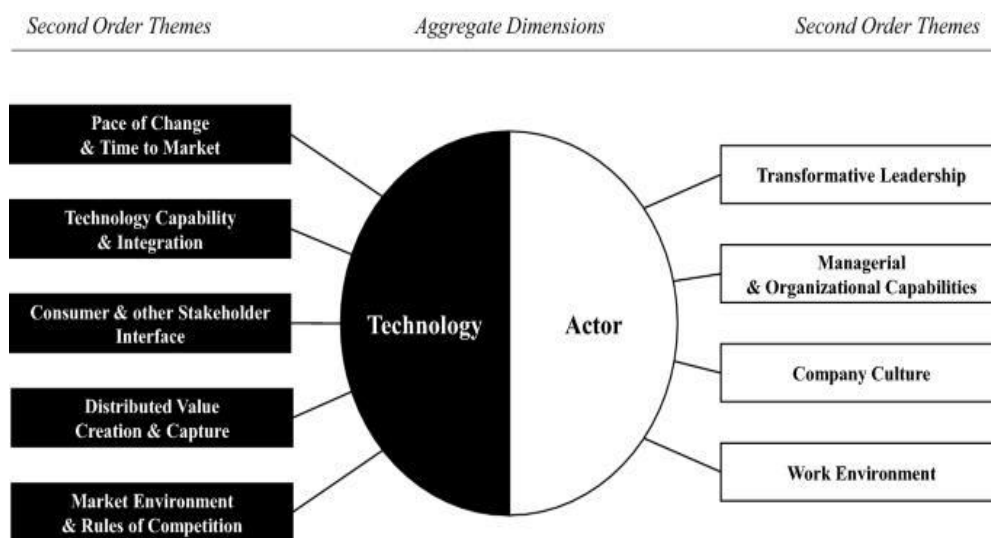 Second Order Themes
Aggregate Dimensions
Second Order Themes
Pace of Change
& Time to Market
Technology Capability
& Integration
Consumer & other Stakeholder
Interface
Distributed Value
Creation & Capture
Market Environment
& Rules of Competition
Technology
Actor
Transformative Leadership
Managerial
& Organizational Capabilities
Company Culture
Work Environment